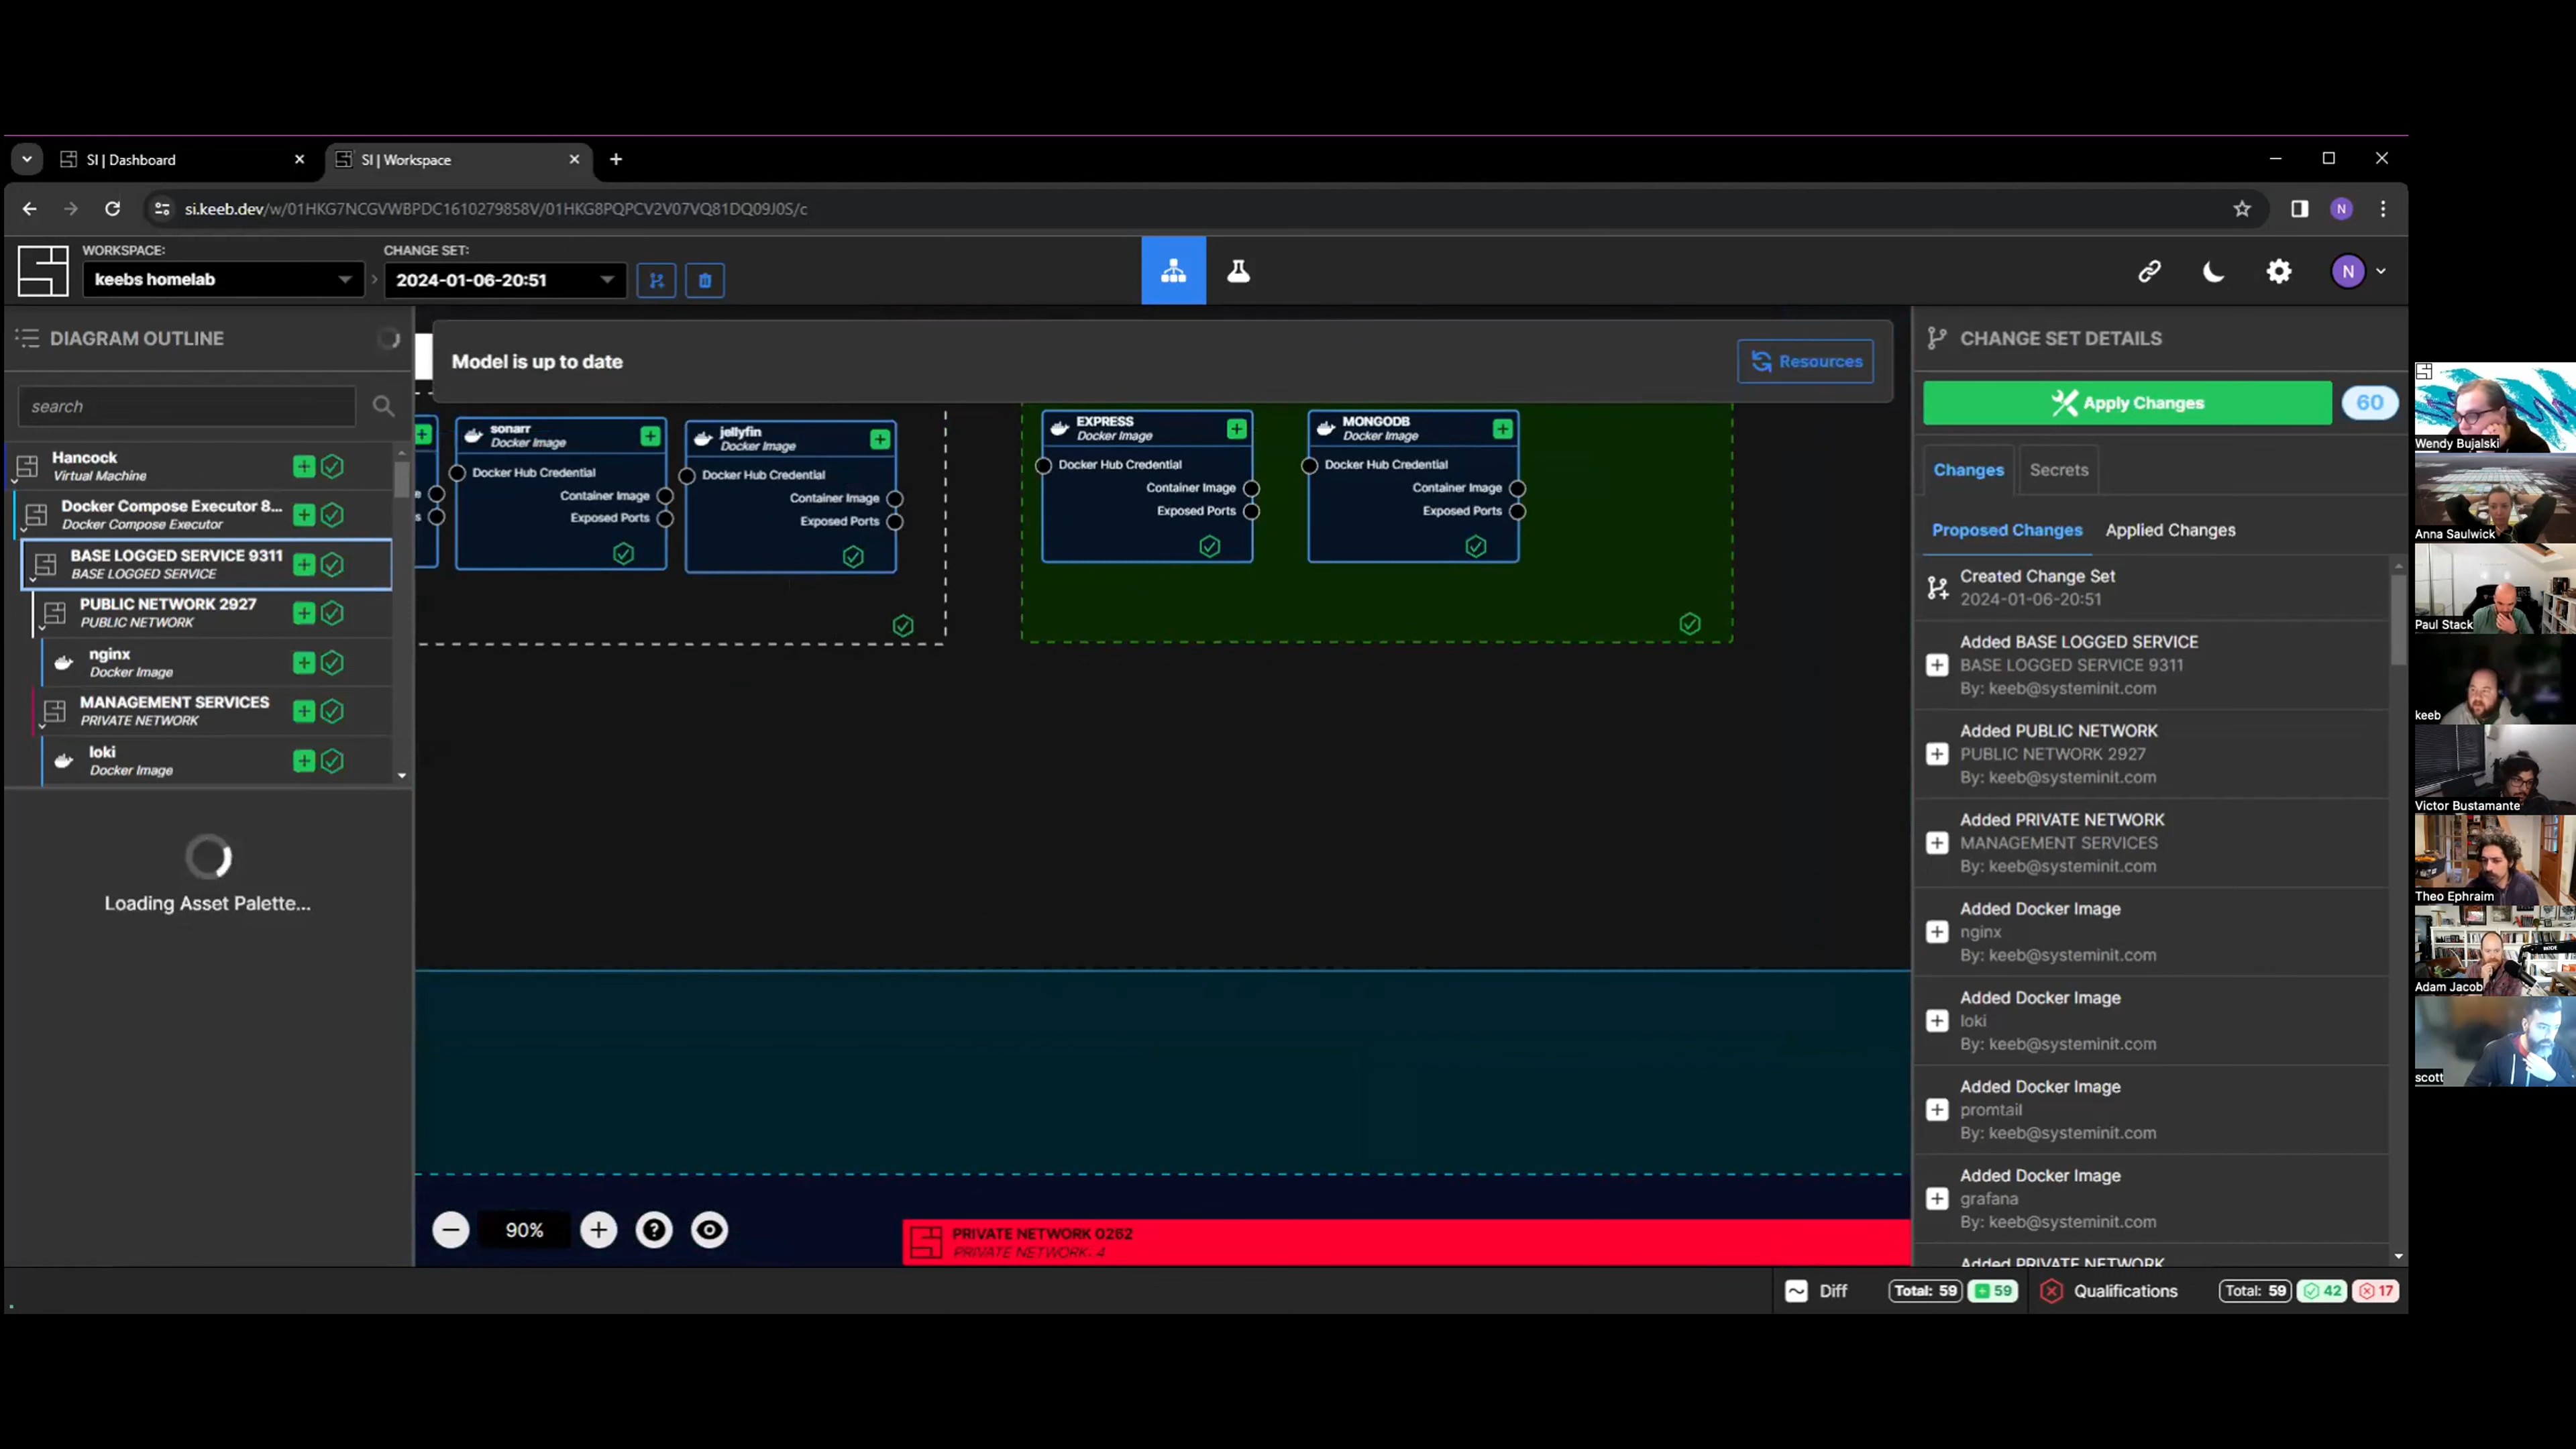 SI | Dashboard
SI | Workspace
si.keeb.dev/w/01HKG7NCGVWBPDC1610279858V/01HKG8PQPCV2V07VQ81DQ09J0S/c
N
WORKSPACE:
keebs homelab
CHANGE SET:
2024-01-06-20:51
N
DIAGRAM OUTLINE
search
Hancock
Virtual Machine
Docker Compose Executor 8...
Docker Compose Executor
BASE LOGGED SERVICE 9311
BASE LOGGED SERVICE
PUBLIC NETWORK 2927
PUBLIC NETWORK
nginx
Docker Image
MANAGEMENT SERVICES
PRIVATE NETWORK
loki
Docker Image
Loading Asset Palette...
Model is up to date
Resources
e
s
sonarr
Docker Image
Docker Hub Credential
Container Image
Exposed Ports
jellyfin
Docker Image
Docker Hub Credential
Container Image
Exposed Ports
EXPRESS
Docker Image
Docker Hub Credential
Container Image
Exposed Ports
MONGODB
Docker Image
Docker Hub Credential
Container Image
Exposed Ports
90%
PRIVATE NETWORK 0262
PRIVATE NETWORK: 4
CHANGE SET DETAILS
Apply Changes
60
Changes
Secrets
Proposed Changes
Applied Changes
Created Change Set
2024-01-06-20:51
Added BASE LOGGED SERVICE
BASE LOGGED SERVICE 9311
By: keeb@systeminit.com
Added PUBLIC NETWORK
PUBLIC NETWORK 2927
By: keeb@systeminit.com
Added PRIVATE NETWORK
MANAGEMENT SERVICES
By: keeb@systeminit.com
Added Docker Image
nginx
By: keeb@systeminit.com
Added Docker Image
loki
By: keeb@systeminit.com
Added Docker Image
promtail
By: keeb@systeminit.com
Added Docker Image
grafana
By: keeb@systeminit.com
Added PRIVATE NETWORK
Diff
Total: 59
59
Qualifications
Total: 59
42
17
Wendy Bujalski
Anna Saulwick
Paul Stack
keeb
Victor Bustamante
Theo Ephraim
Adam Jacob
scott